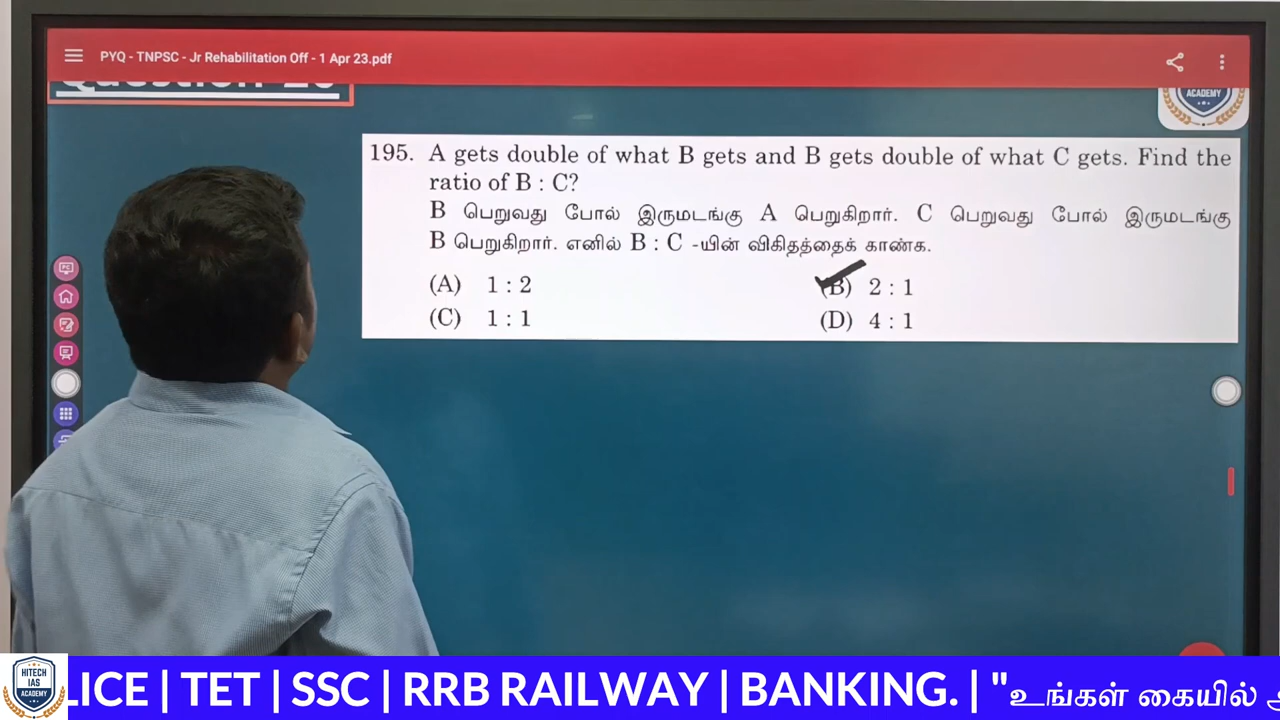 PYQ - TNPSC - Jr Rehabilitation Off - 1 Apr 23.pdf
ACADEMY
195. A gets double of what B gets and B gets double of what C gets. Find the
ratio of B : C?
B பெறுவது போல் இருமடங்கு A பெறுகிறார். C பெறுவது போல் இருமடங்கு
B பெறுகிறார். எனில் B : C -யின் விகிதத்தைக் காண்க.
(A) 1 : 2
(B) 2 : 1
(C) 1 : 1
(D) 4 : 1
HITECH
IAS
ACADEMY
LICE | TET | SSC | RRB RAILWAY | BANKING. | "உங்கள் கையில்